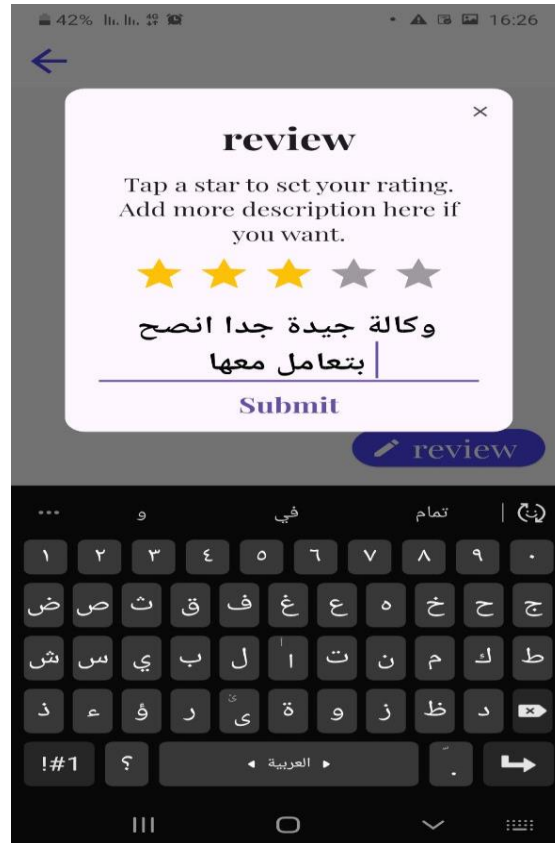 42% 4G 16:26
×
review
Tap a star to set your rating.
Add more description here if
you want.
وكالة جيدة جدا انصح
بتعامل معها
Submit
review
... و في تمام
١ ٢ ٣ ٤ ٥ ٦ ٧ ٨ ٩ ٠
ض ص ث ق ف غ ع ه خ ح ج
ش س ي ب ل ا ت ن م ك ط
ذ ء ؤ ر ى ة و ز ظ د
!#1 ؟ العربية .